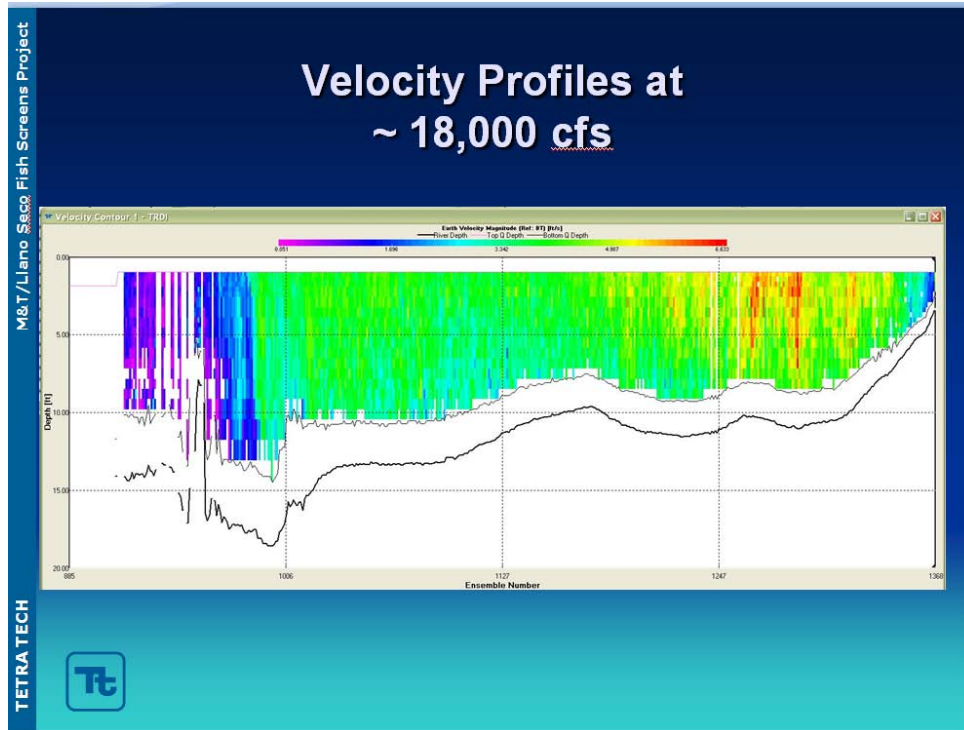 Velocity Profiles at
~ 18,000 cfs
M&T/Llano Seco Fish Screens Project
Velocity Contour 1 - TRDI
Earth Velocity Magnitude (Ref: BT) [ft/s]
River Depth Top Q Depth Bottom Q Depth
0.051 1.696 3.342 4.987 6.633
0.00
5.00
10.00
15.00
20.00
Depth [ft]
885 1006 1127 1247 1368
Ensemble Number
TETRA TECH
Tt